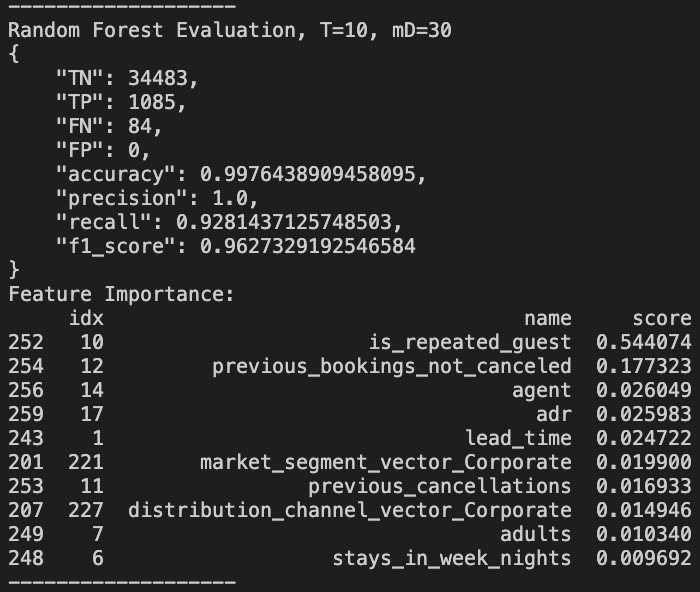 -------------------
Random Forest Evaluation, T=10, mD=30
{
    "TN": 34483,
    "TP": 1085,
    "FN": 84,
    "FP": 0,
    "accuracy": 0.9976438909458095,
    "precision": 1.0,
    "recall": 0.9281437125748503,
    "f1_score": 0.9627329192546584
}
Feature Importance:
     idx                                   name     score
252   10                      is_repeated_guest  0.544074
254   12         previous_bookings_not_canceled  0.177323
256   14                                  agent  0.026049
259   17                                    adr  0.025983
243    1                              lead_time  0.024722
201  221        market_segment_vector_Corporate  0.019900
253   11                 previous_cancellations  0.016933
207  227  distribution_channel_vector_Corporate  0.014946
249    7                                 adults  0.010340
248    6                    stays_in_week_nights  0.009692
-------------------